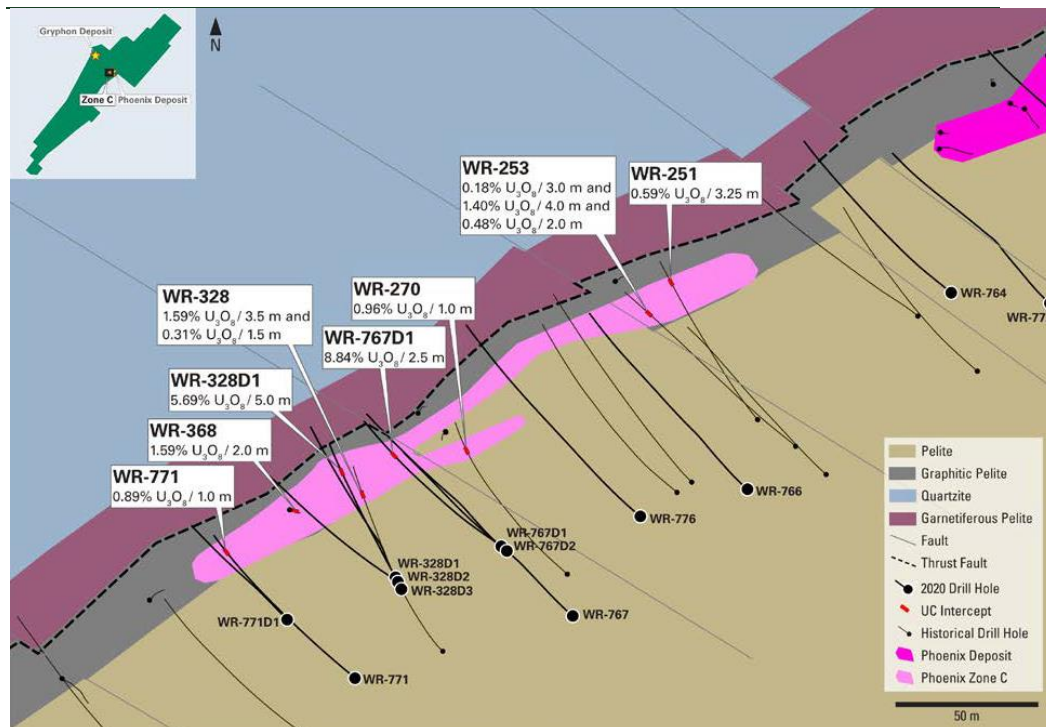 Gryphon Deposit
Zone C
Phoenix Deposit
N
WR-253
0.18% U₃O₈/ 3.0 m and
1.40% U₃O₈/ 4.0 m and
0.48% U₃O₈/ 2.0 m
WR-251
0.59% U₃O₈/ 3.25 m
WR-328
1.59% U₃O₈/ 3.5 m and
0.31% U₃O₈/ 1.5 m
WR-270
0.96% U₃O₈/ 1.0 m
WR-767D1
8.84% U₃O₈/ 2.5 m
WR-328D1
5.69% U₃O₈/ 5.0 m
WR-368
1.59% U₃O₈/ 2.0 m
WR-771
0.89% U₃O₈/ 1.0 m
WR-764
WR-77
WR-766
WR-776
WR-767D1
WR-767D2
WR-328D1
WR-328D2
WR-328D3
WR-767
WR-771D1
WR-771
Pelite
Graphitic Pelite
Quartzite
Garnetiferous Pelite
Fault
Thrust Fault
2020 Drill Hole
UC Intercept
Historical Drill Hole
Phoenix Deposit
Phoenix Zone C
50 m